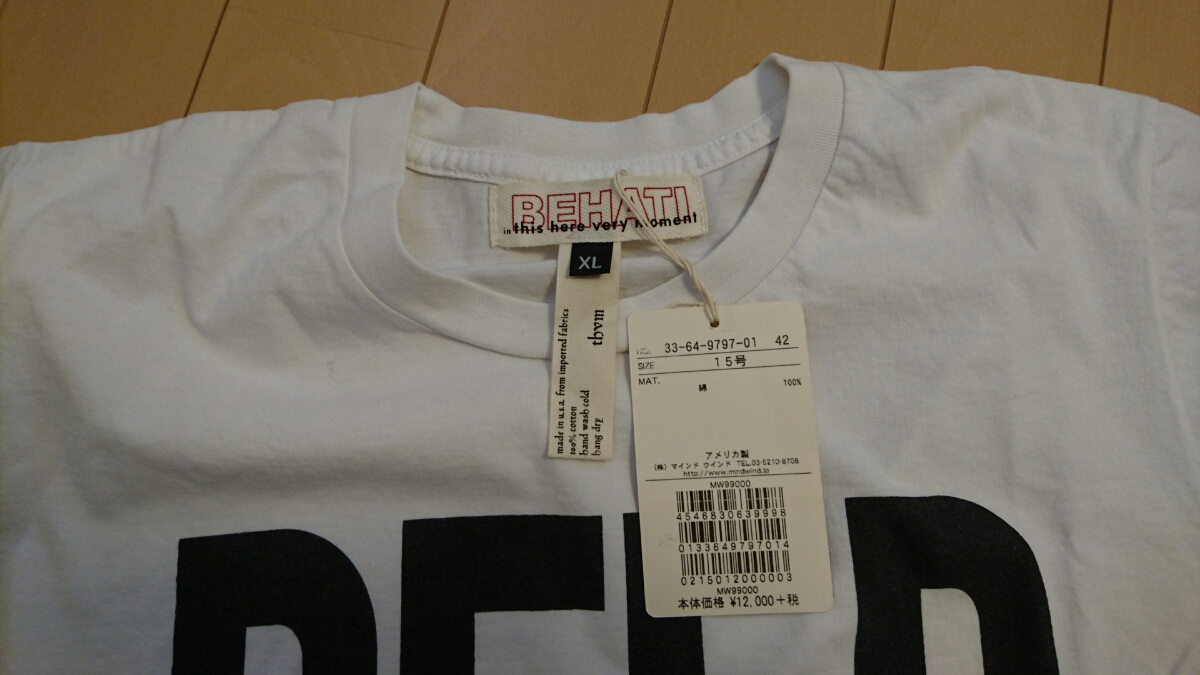 BEHATI
in this here very moment
XL
thvm
made in u.s.a. from imported fabrics
100% cotton
hand wash cold
hang dry
NO. 33-64-9797-01 42
SIZE 15号
MAT. 綿 100%
アメリカ製
(株)マインド ウインド TEL.03-5210-8708
http://www.mindwind.jp
MW99000
4546830639998
0133649797014
0215012000003
MW99000
本体価格 ¥12,000+税